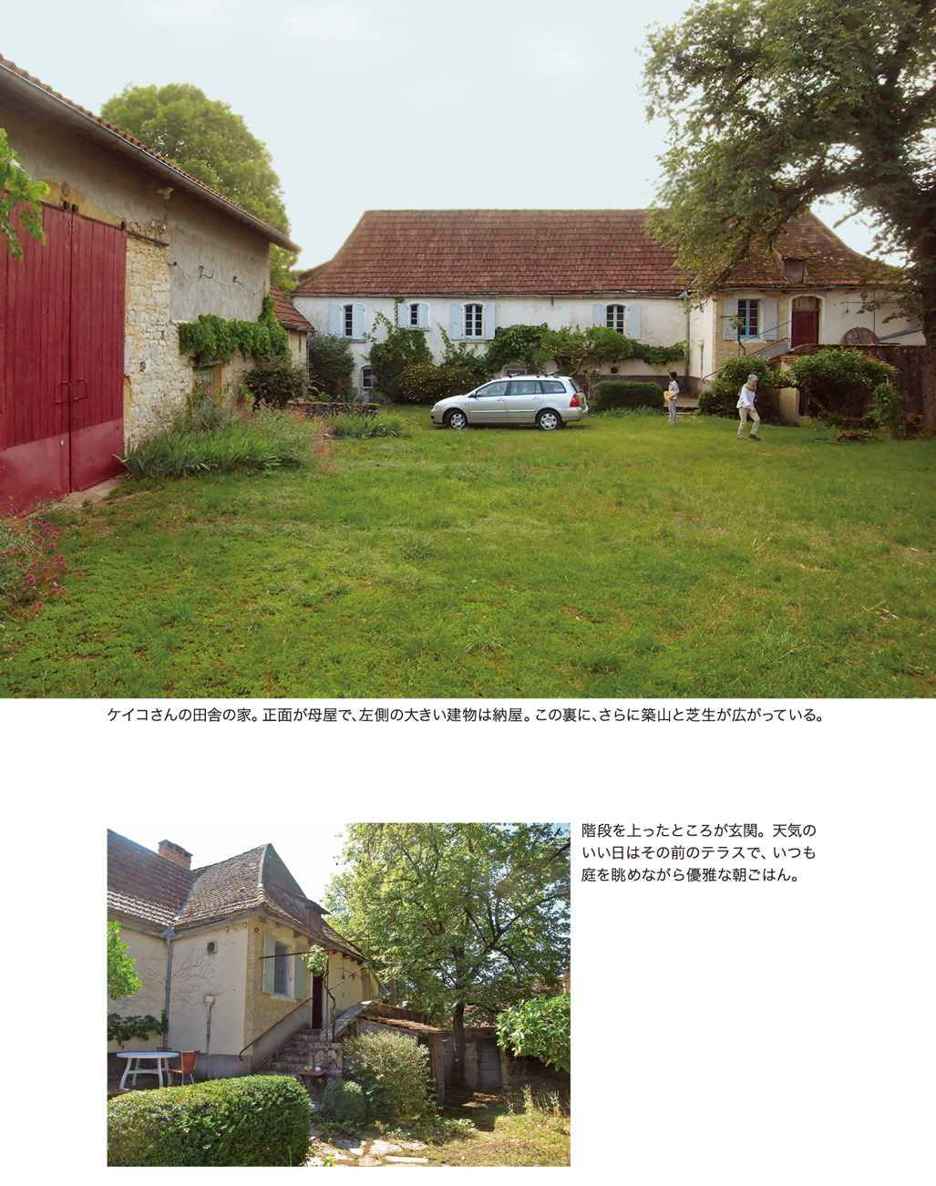 ケイコさんの田舎の家。正面が母屋で、左側の大きい建物は納屋。この裏に、さらに築山と芝生が広がっている。
階段を上ったところが玄関。天気の
いい日はその前のテラスで、いつも
庭を眺めながら優雅な朝ごはん。